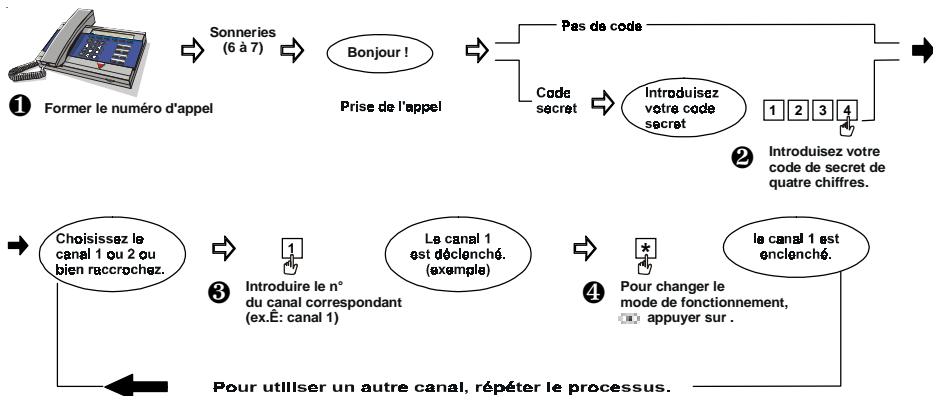 Sonneries
(6 à 7)
Bonjour !
Pas de code
❶ Former le numéro d'appel
Prise de l'appel
Code
secret
Introduisez
votre code
secret
1 2 3 4
❷ Introduisez votre
code de secret de
quatre chiffres.
Choisissez le
canal 1 ou 2 ou
bien raccrochez.
1
❸ Introduire le n°
du canal correspondant
(ex.Ê: canal 1)
Le canal 1
est déclenché.
(exemple)
*
❹ Pour changer le
mode de fonctionnement,
appuyer sur .
le canal 1 est
enclenché.
Pour utiliser un autre canal, répéter le processus.